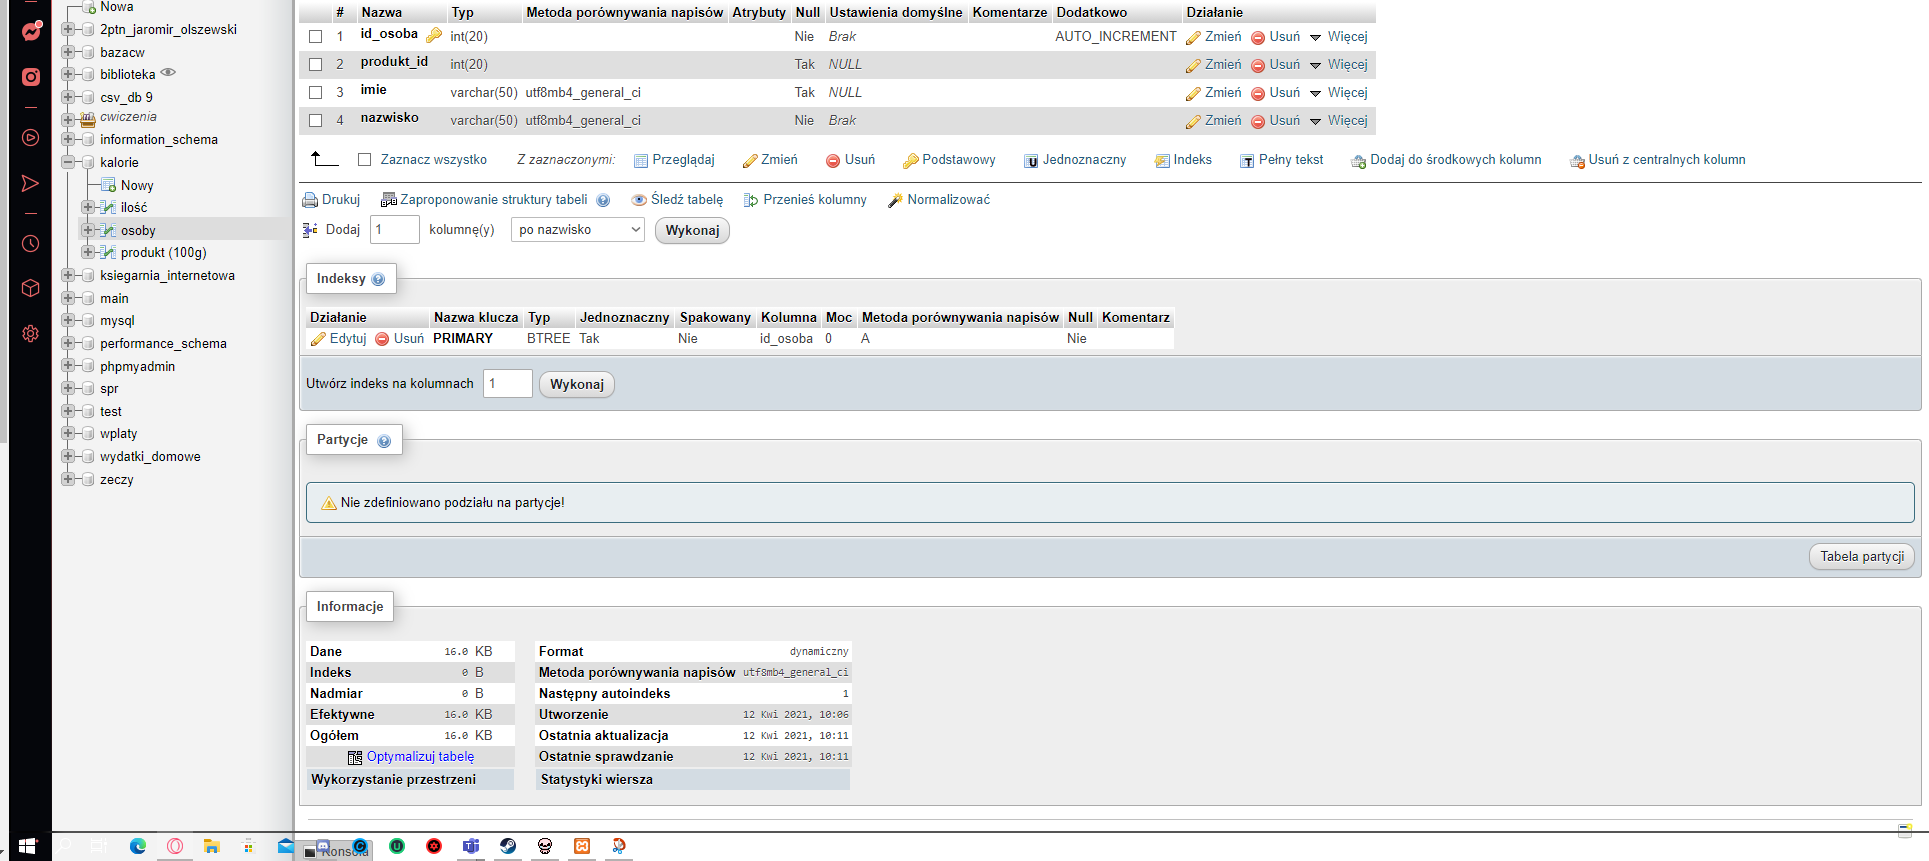 Nowa
2ptn_jaromir_olszewski
bazacw
biblioteka
csv_db 9
cwiczenia
information_schema
kalorie
Nowy
ilość
osoby
produkt (100g)
ksiegarnia_internetowa
main
mysql
performance_schema
phpmyadmin
spr
test
wplaty
wydatki_domowe
zeczy
# Nazwa Typ Metoda porównywania napisów Atrybuty Null Ustawienia domyślne Komentarze Dodatkowo Działanie
1 id_osoba int(20) Nie Brak AUTO_INCREMENT Zmień Usuń Więcej
2 produkt_id int(20) Tak NULL Zmień Usuń Więcej
3 imie varchar(50) utf8mb4_general_ci Tak NULL Zmień Usuń Więcej
4 nazwisko varchar(50) utf8mb4_general_ci Nie Brak Zmień Usuń Więcej
Zaznacz wszystko Z zaznaczonymi: Przeglądaj Zmień Usuń Podstawowy Jednoznaczny Indeks Pełny tekst Dodaj do środkowych kolumn Usuń z centralnych kolumn
Drukuj Zaproponowanie struktury tabeli Śledź tabelę Przenieś kolumny Normalizować
Dodaj 1 kolumnę(y) po nazwisko Wykonaj
Indeksy
Działanie Nazwa klucza Typ Jednoznaczny Spakowany Kolumna Moc Metoda porównywania napisów Null Komentarz
Edytuj Usuń PRIMARY BTREE Tak Nie id_osoba 0 A Nie
Utwórz indeks na kolumnach 1 Wykonaj
Partycje
Nie zdefiniowano podziału na partycje!
Tabela partycji
Informacje
Dane 16.0 KB
Indeks 0 B
Nadmiar 0 B
Efektywne 16.0 KB
Ogółem 16.0 KB
Optymalizuj tabelę
Wykorzystanie przestrzeni
Format dynamiczny
Metoda porównywania napisów utf8mb4_general_ci
Następny autoindeks 1
Utworzenie 12 Kwi 2021, 10:06
Ostatnia aktualizacja 12 Kwi 2021, 10:11
Ostatnie sprawdzanie 12 Kwi 2021, 10:11
Statystyki wiersza
Konsola